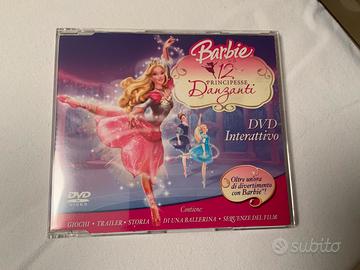 Barbie
12
PRINCIPESSE
Danzanti
DVD
Interattivo
Oltre un'ora
di divertimento
con Barbie™!
DVD
VIDEO
Contiene:
GIOCHI • TRAILER • STORIA DI UNA BALLERINA • SEQUENZE DEL FILM
subito